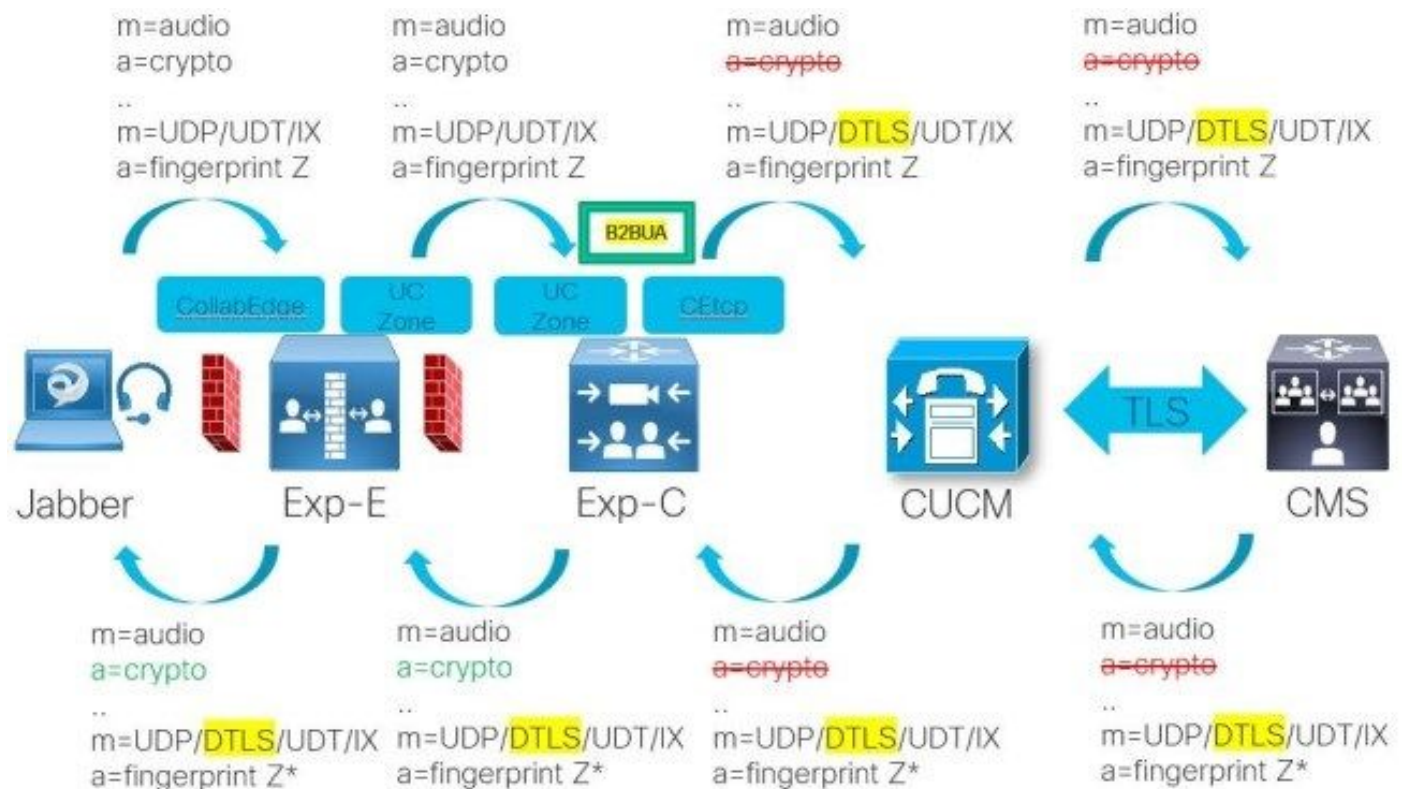 m=audio
a=crypto
..
m=UDP/UDT/IX
a=fingerprint Z
m=audio
a=crypto
..
m=UDP/UDT/IX
a=fingerprint Z
m=audio
a=crypto
..
m=UDP/DTLS/UDT/IX
a=fingerprint Z
m=audio
a=crypto
..
m=UDP/DTLS/UDT/IX
a=fingerprint Z
B2BUA
CollabEdge
UC
Zone
UC
Zone
CEtcp
TLS
Jabber
Exp-E
Exp-C
CUCM
CMS
m=audio
a=crypto
..
m=UDP/DTLS/UDT/IX
a=fingerprint Z*
m=audio
a=crypto
..
m=UDP/DTLS/UDT/IX
a=fingerprint Z*
m=audio
a=crypto
..
m=UDP/DTLS/UDT/IX
a=fingerprint Z*
m=audio
a=crypto
..
m=UDP/DTLS/UDT/IX
a=fingerprint Z*